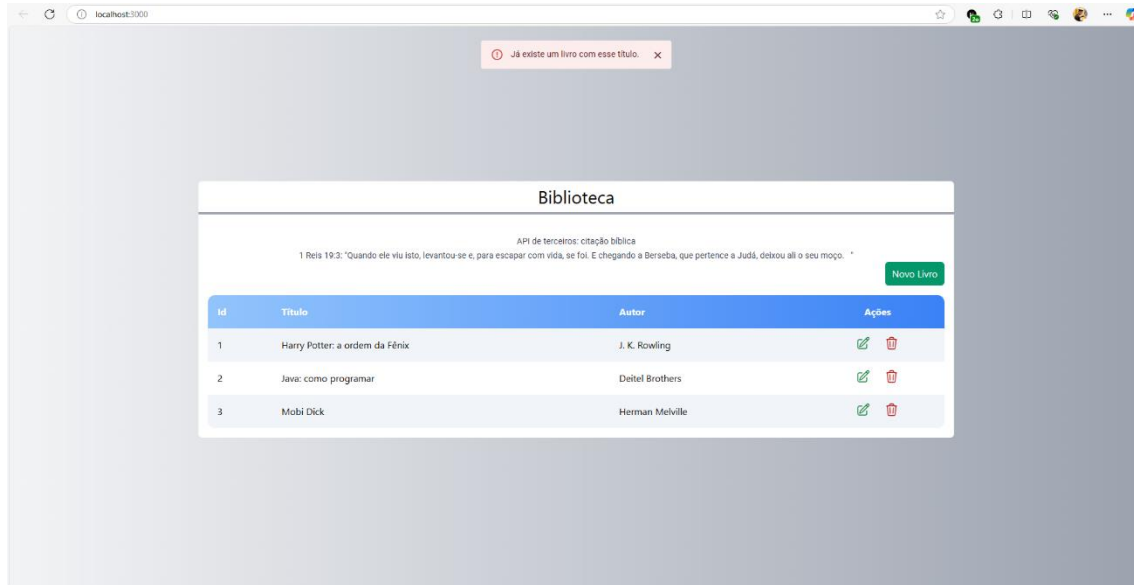 localhost:3000
Já existe um livro com esse título.
Biblioteca
API de terceiros: citação bíblica
1 Reis 19:3: "Quando ele viu isto, levantou-se e, para escapar com vida, se foi. E chegando a Berseba, que pertence a Judá, deixou ali o seu moço. "
Novo Livro
Id Título Autor Ações
1 Harry Potter: a ordem da Fênix J. K. Rowling
2 Java: como programar Deitel Brothers
3 Mobi Dick Herman Melville